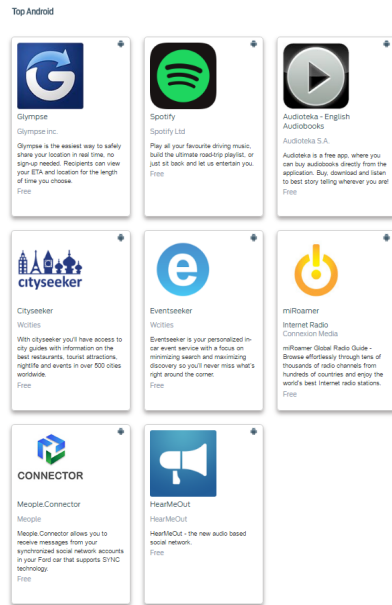 Top Android
Glympse
Glympse inc.
Glympse is the easiest way to safely
share your location in real time, no
sign-up needed. Recipients can view
your ETA and location for the length
of time you choose.
Free
Spotify
Spotify Ltd
Play all your favourite driving music,
build the ultimate road-trip playlist, or
just sit back and let us entertain you.
Free
Audioteka - English
Audiobooks
Audioteka S.A.
Audioteka is a free app, where you
can buy audiobooks directly from the
application. Buy, download and listen
to best story telling wherever you are!
Free
cityseeker
Cityseeker
Wcities
With cityseeker you'll have access to
city guides with information on the
best restaurants, tourist attractions,
nightlife and events in over 500 cities
worldwide.
Free
e
Eventseeker
Wcities
Eventseeker is your personalized in-
car event service with a focus on
minimizing search and maximizing
discovery so you'll never miss what's
right around the corner.
Free
miRoamer
Internet Radio
Connexion Media
miRoamer Global Radio Guide -
Browse effortlessly through tens of
thousands of radio channels from
hundreds of countries and enjoy the
world's best Internet radio stations.
Free
CONNECTOR
Meople.Connector
Meople
Meople.Connector allows you to
receive messages from your
synchronized social network accounts
in your Ford car that supports SYNC
technology.
Free
HearMeOut
HearMeOut
HearMeOut - the new audio based
social network.
Free